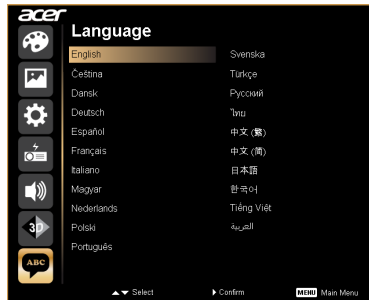 acer
Language
English
Čeština
Dansk
Deutsch
Español
Français
Italiano
Magyar
Nederlands
Polski
Português
Svenska
Türkçe
Русский
ไทย
中文 (繁)
中文 (简)
日本語
한국어
Tiếng Việt
العربية
3D
ABC
Select
Confirm
MENU Main Menu